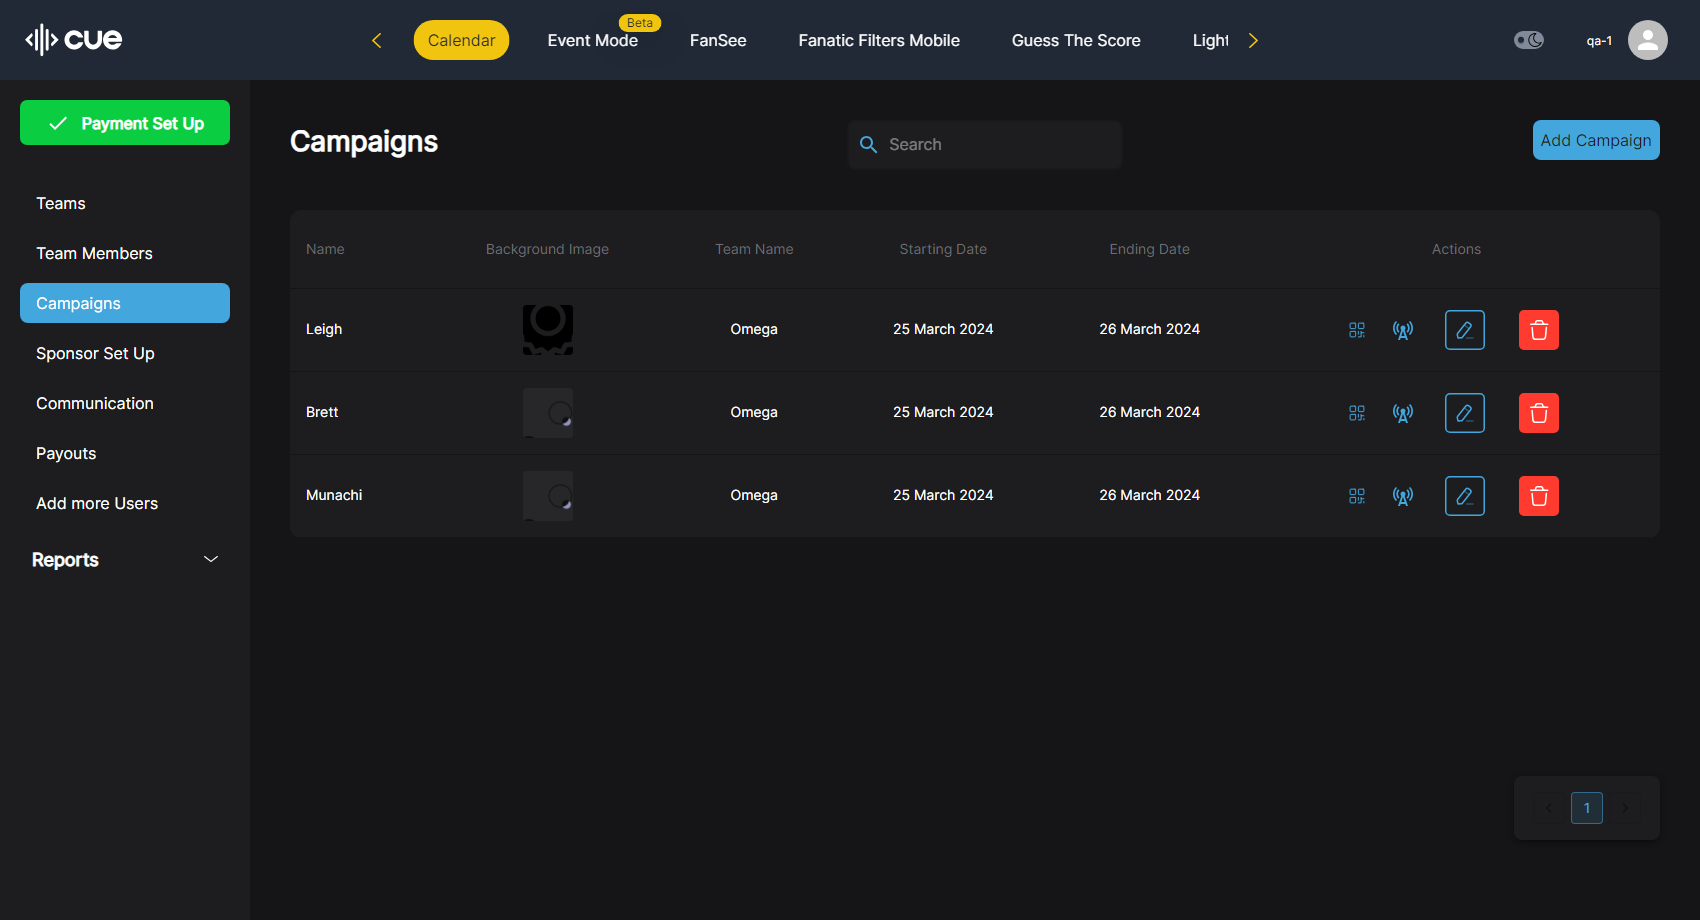 cue
Calendar
Event Mode
Beta
FanSee
Fanatic Filters Mobile
Guess The Score
Light
qa-1
Payment Set Up
Teams
Team Members
Campaigns
Sponsor Set Up
Communication
Payouts
Add more Users
Reports
Campaigns
Search
Add Campaign
Name Background Image Team Name Starting Date Ending Date Actions
Leigh Omega 25 March 2024 26 March 2024
Brett Omega 25 March 2024 26 March 2024
Munachi Omega 25 March 2024 26 March 2024
1